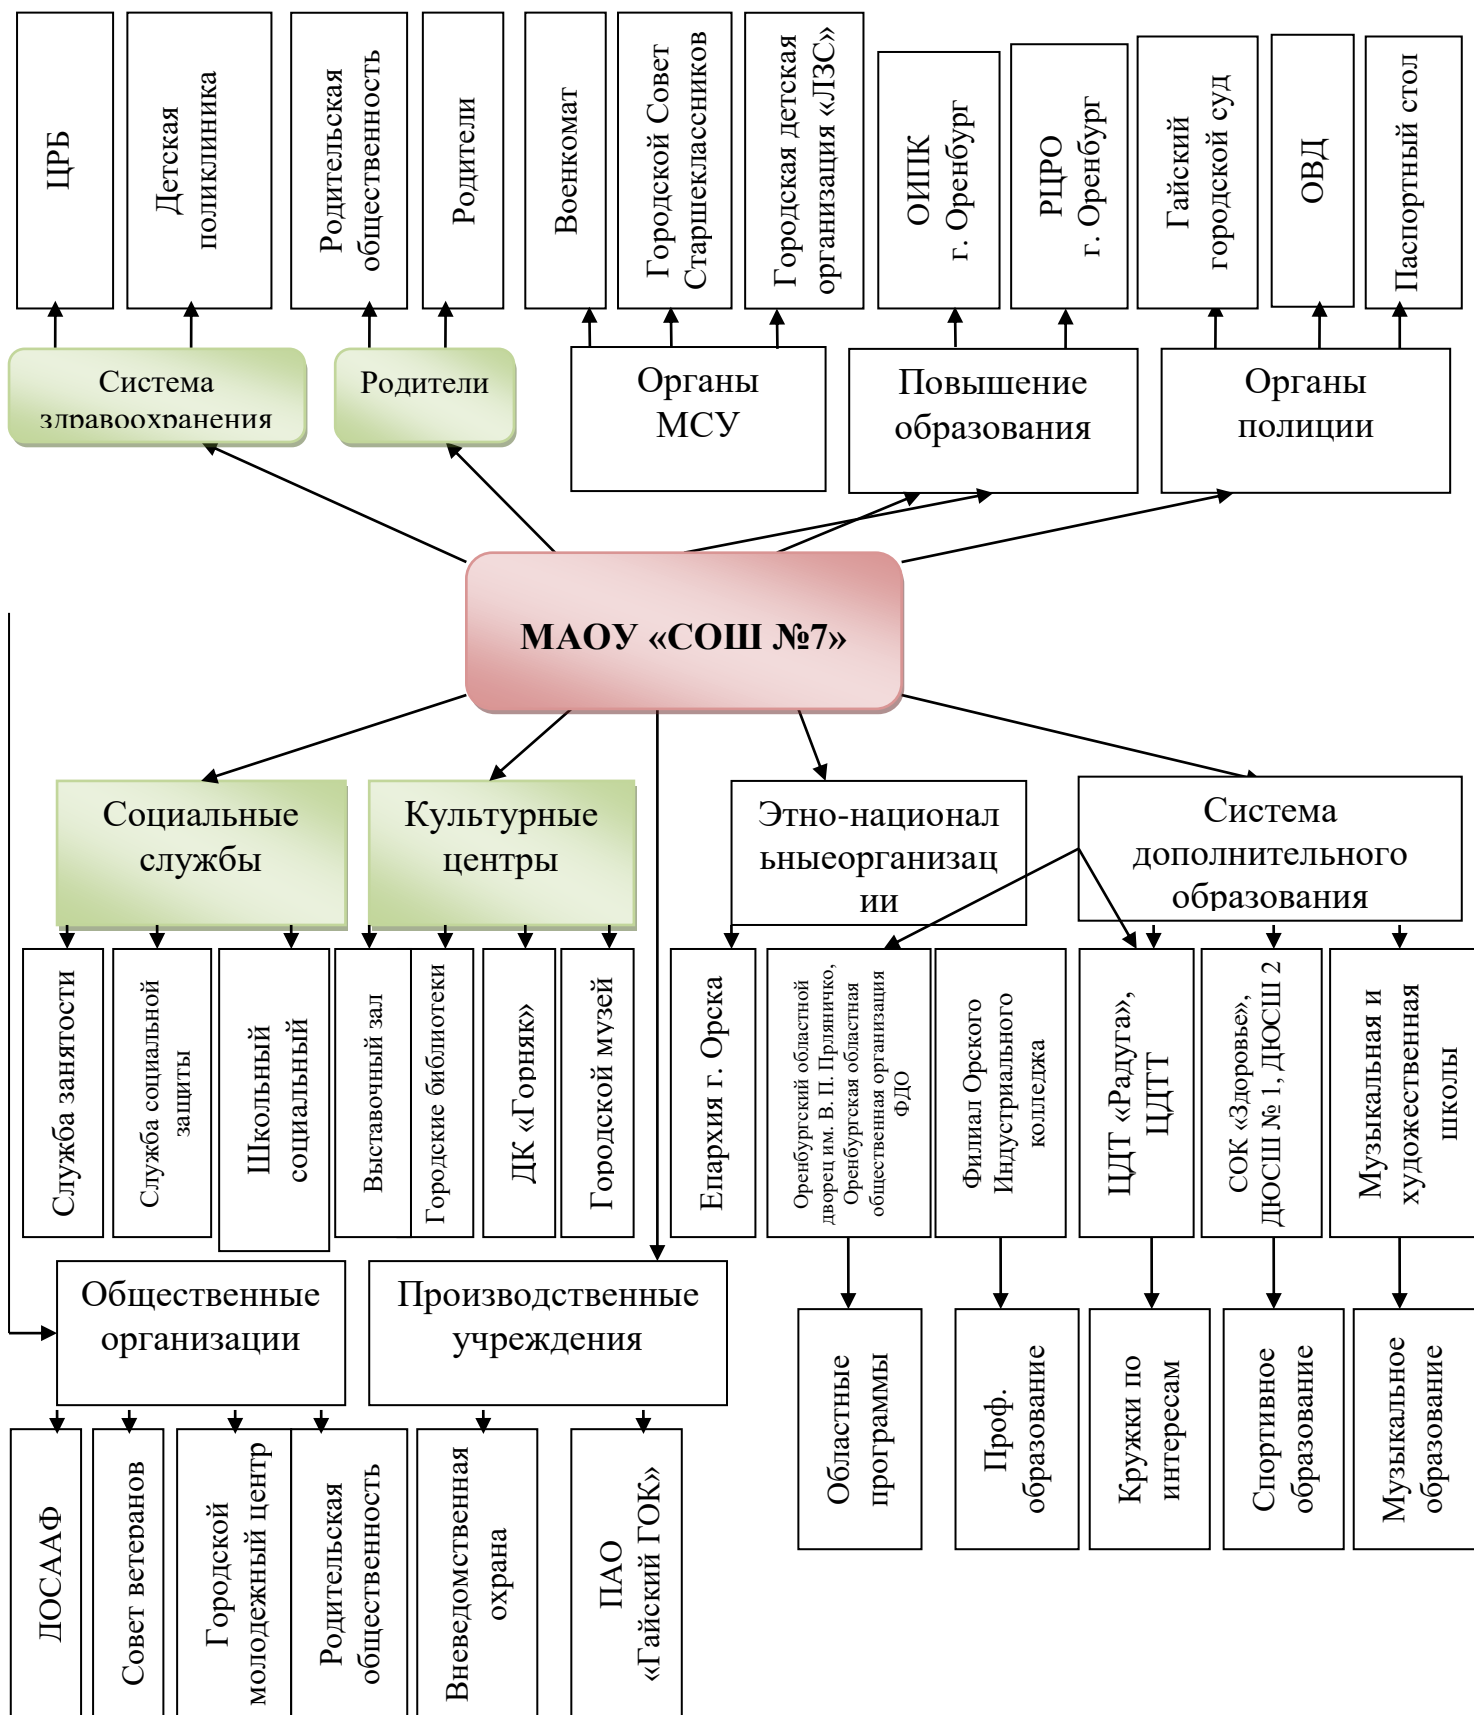 ЦРБ
Детская
поликлиника
Родительская
общественность
Родители
Военкомат
Городской Совет
Старшеклассников
Городская детская
организация «ЛЗС»
ОИПК
г. Оренбург
РЦРО
г. Оренбург
Гайский
городской суд
ОВД
Паспортный стол
Система
здравоохранения
Родители
Органы
МСУ
Повышение
образования
Органы
полиции
МАОУ «СОШ №7»
Социальные
службы
Культурные
центры
Этно-национал
ьныеорганизац
ии
Система
дополнительного
образования
Служба занятости
Служба социальной
защиты
Школьный
социальный
Выставочный зал
Городские библиотеки
ДК «Горняк»
Городской музей
Епархия г. Орска
Оренбургский областной
дворец им. В. П. Прляничко,
Оренбургская областная
общественная организация
ФДО
Филиал Орского
Индустриального
колледжа
ЦДТ «Радуга»,
ЦДТТ
СОК «Здоровье»,
ДЮСШ № 1, ДЮСШ 2
Музыкальная и
художественная
школы
Общественные
организации
Производственные
учреждения
Областные
программы
Проф.
образование
Кружки по
интересам
Спортивное
образование
Музыкальное
образование
ЛОСААФ
Совет ветеранов
Городской
молодежный центр
Родительская
общественность
Вневедомственная
охрана
ПАО
«Гайский ГОК»